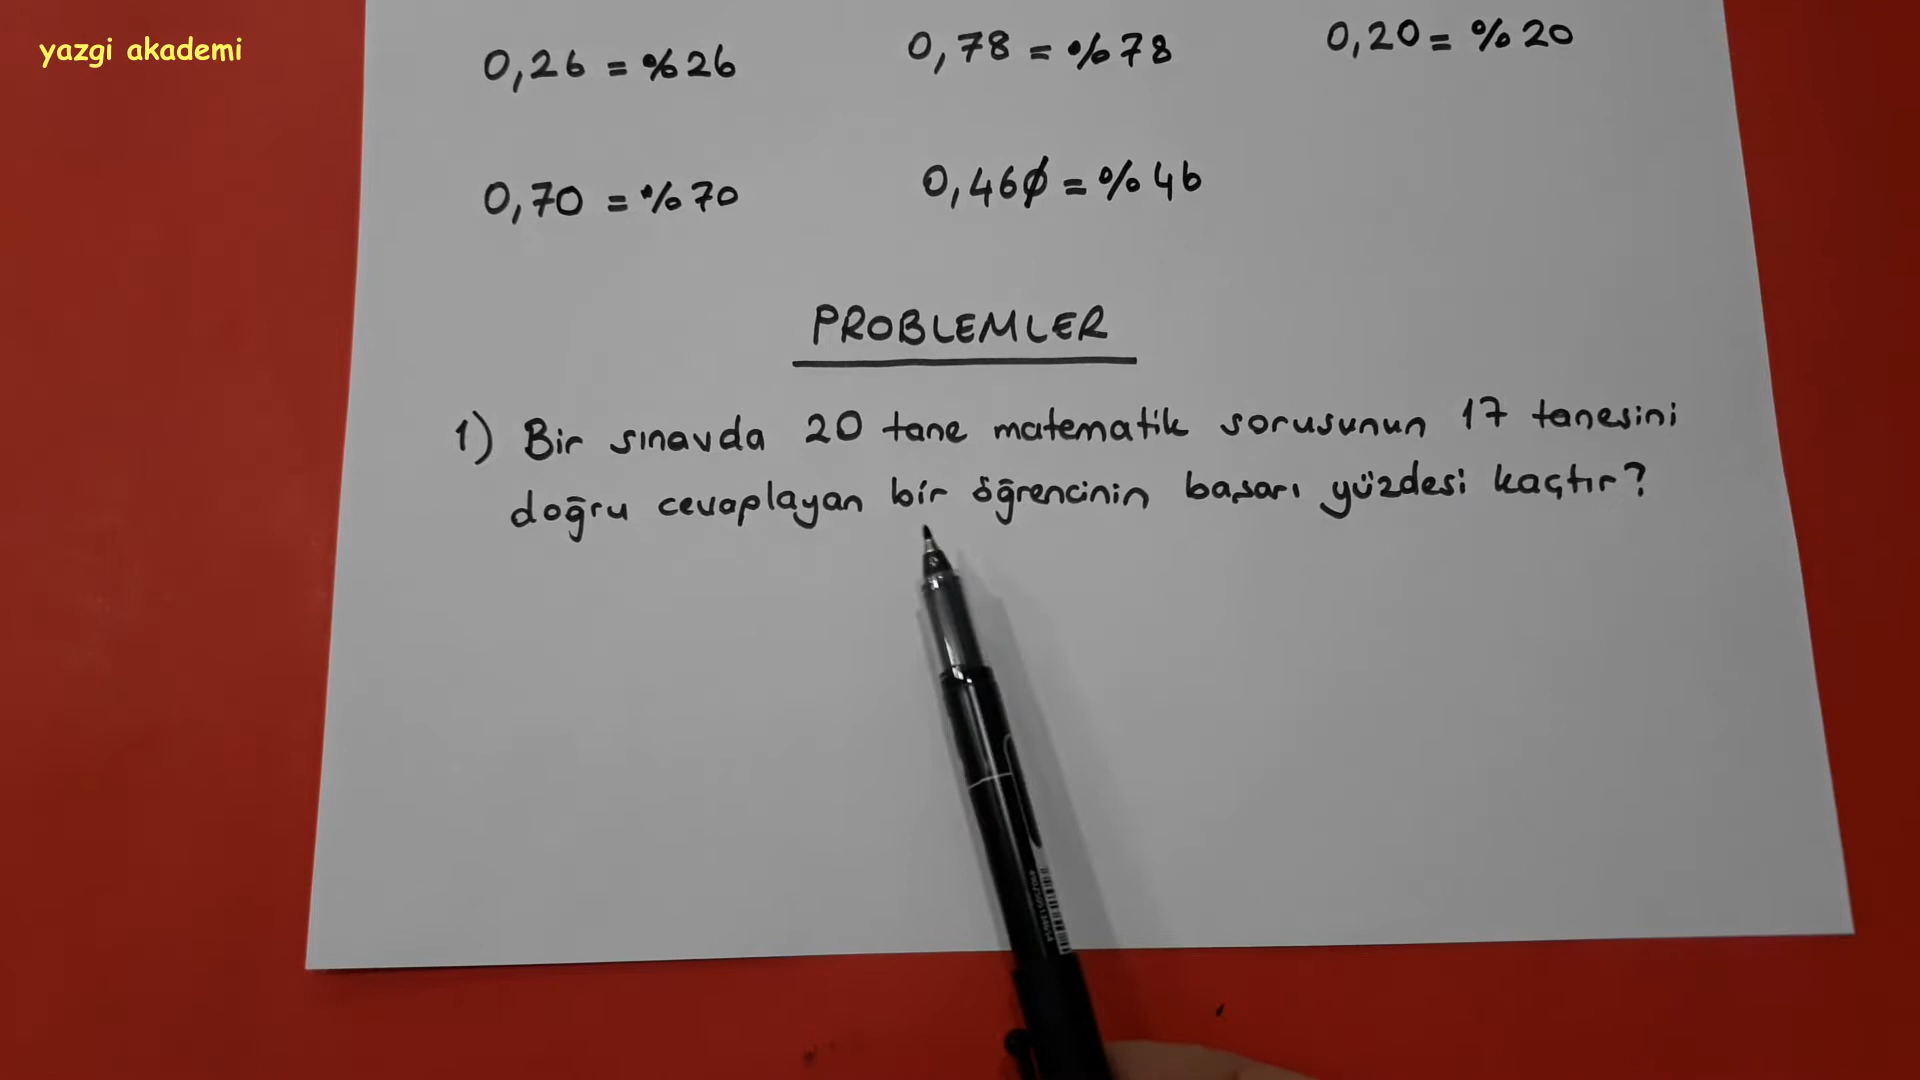 yazgi akademi
0,26 = %26
0,78 = %78
0,20 = %20
0,70 = %70
0,460 = %46
PROBLEMLER
1) Bir sınavda 20 tane matematik sorusunun 17 tanesini
doğru cevaplayan bir öğrencinin başarı yüzdesi kaçtır?